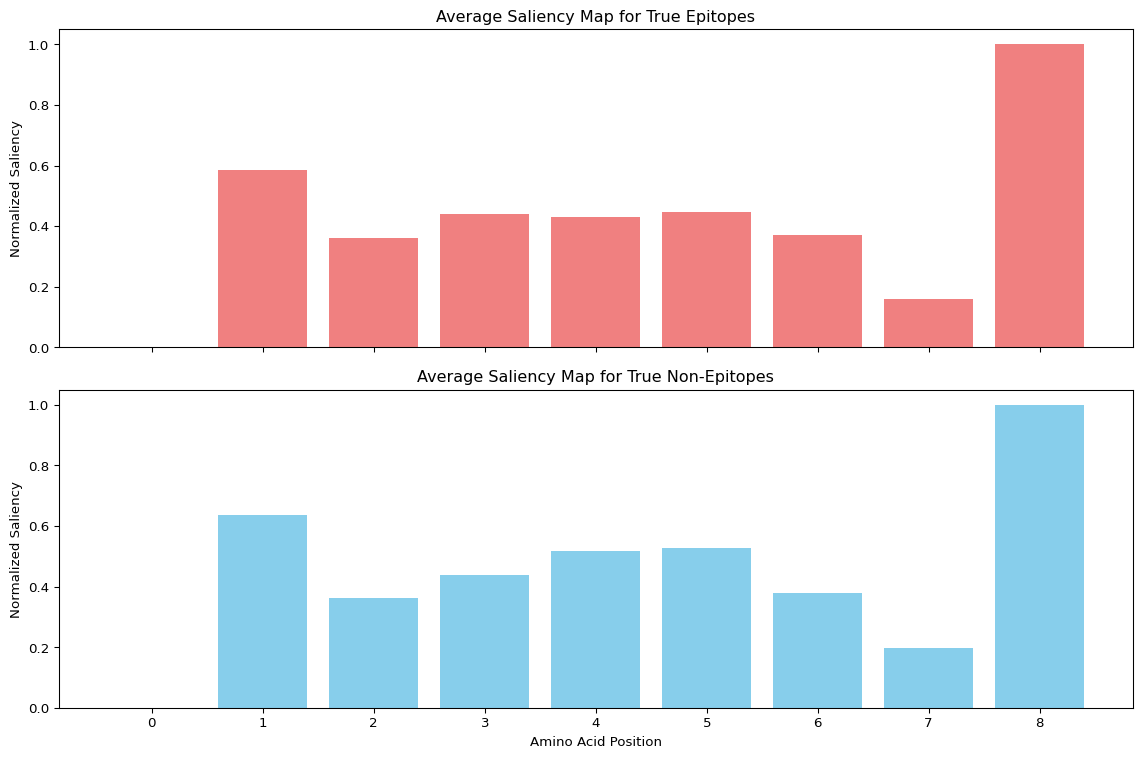 Average Saliency Map for True Epitopes
1.0
0.8
0.6
0.4
0.2
0.0
Normalized Saliency
Average Saliency Map for True Non-Epitopes
1.0
0.8
0.6
0.4
0.2
0.0
Normalized Saliency
0 1 2 3 4 5 6 7 8
Amino Acid Position